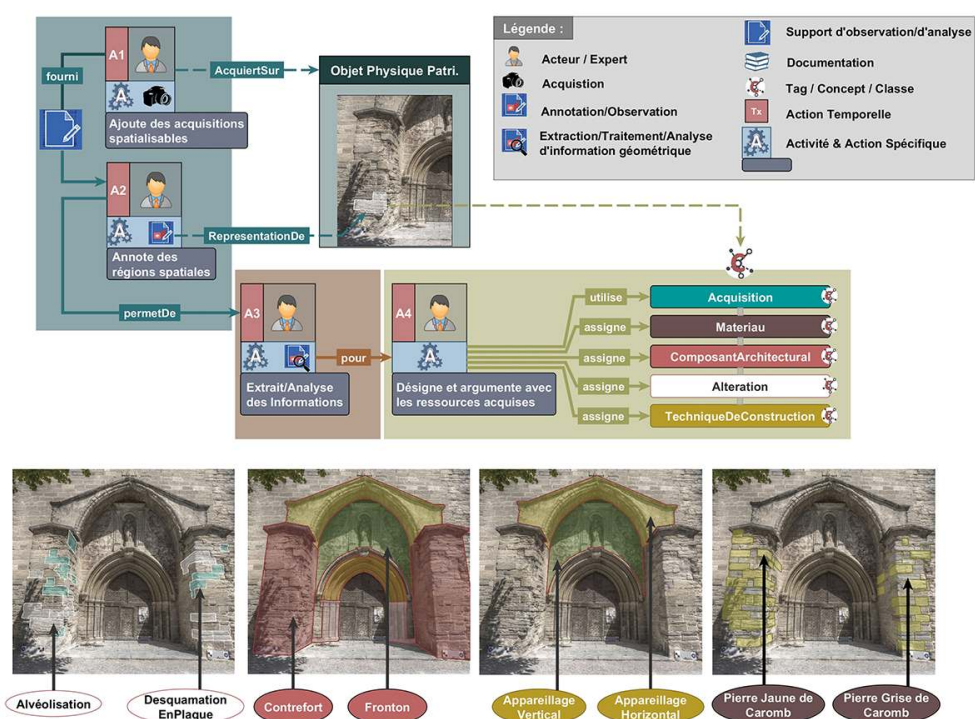 A1
fourni
AcquiertSur
Objet Physique Patri.
A
Ajoute des acquisitions
spatialisables
A2
A
RepresentationDe
Annote des
régions spatiales
permetDe
Légende :
Acteur / Expert
Acquistion
Annotation/Observation
Extraction/Traitement/Analyse
d'information géométrique
Support d'observation/d'analyse
Documentation
Tag / Concept / Classe
Tx
Action Temporelle
A
Activité & Action Spécifique
A3
A
Extrait/Analyse
des Informations
pour
A4
A
Désigne et argumente avec
les ressources acquises
utilise
Acquisition
assigne
Materiau
assigne
ComposantArchitectural
assigne
Alteration
assigne
TechniqueDeConstruction
Alvéolisation
Desquamation
EnPlaque
Contrefort
Fronton
Appareillage
Vertical
Appareillage
Horizontal
Pierre Jaune de
Caromb
Pierre Grise de
Caromb